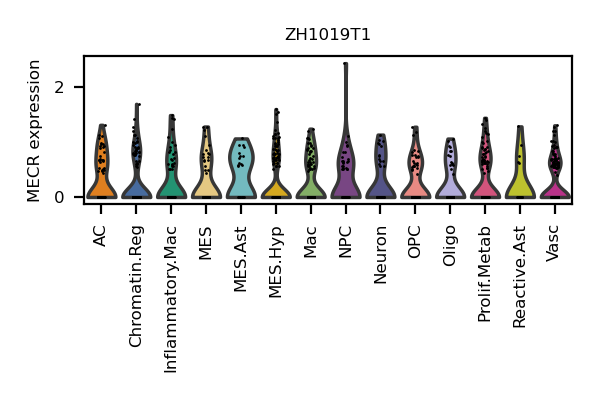 ZH1019T1
MECR expression
2
0
AC
Chromatin.Reg
Inflammatory.Mac
MES
MES.Ast
MES.Hyp
Mac
NPC
Neuron
OPC
Oligo
Prolif.Metab
Reactive.Ast
Vasc